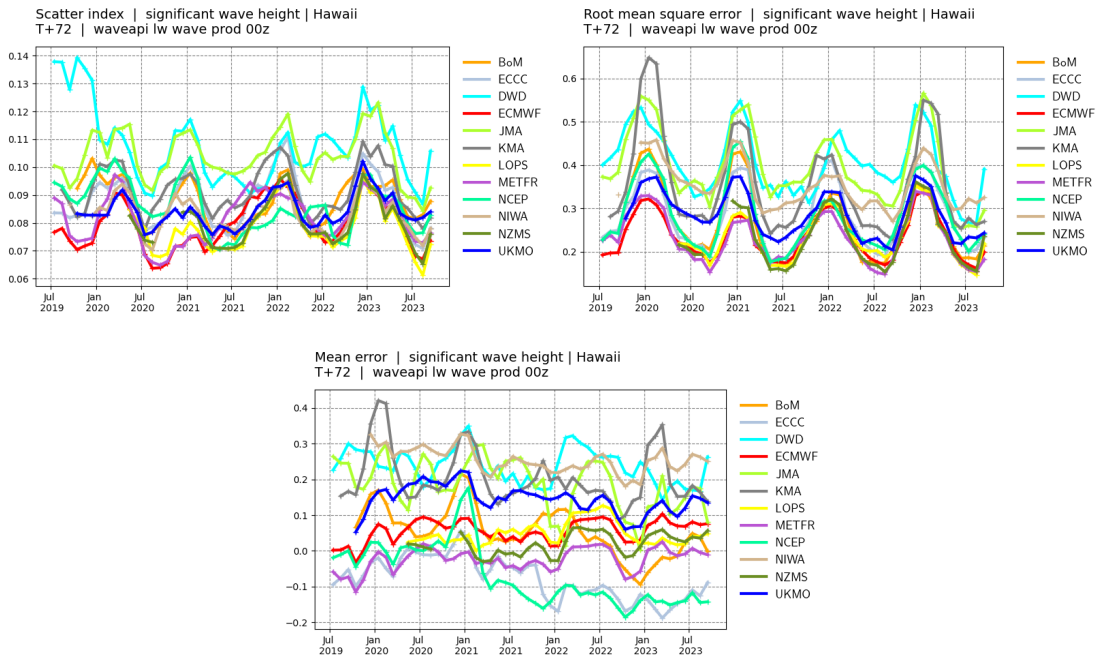 Scatter index | significant wave height | Hawaii
T+72 | waveapi lw wave prod 00z
0.14
0.13
0.12
0.11
0.10
0.09
0.08
0.07
0.06
Jul Jan Jul Jan Jul Jan Jul Jan Jul
2019 2020 2020 2021 2021 2022 2022 2023 2023
BoM
ECCC
DWD
ECMWF
JMA
KMA
LOPS
METFR
NCEP
NIWA
NZMS
UKMO
Root mean square error | significant wave height | Hawaii
T+72 | waveapi lw wave prod 00z
0.6
0.5
0.4
0.3
0.2
Jul Jan Jul Jan Jul Jan Jul Jan Jul
2019 2020 2020 2021 2021 2022 2022 2023 2023
BoM
ECCC
DWD
ECMWF
JMA
KMA
LOPS
METFR
NCEP
NIWA
NZMS
UKMO
Mean error | significant wave height | Hawaii
T+72 | waveapi lw wave prod 00z
0.4
0.3
0.2
0.1
0.0
−0.1
−0.2
Jul Jan Jul Jan Jul Jan Jul Jan Jul
2019 2020 2020 2021 2021 2022 2022 2023 2023
BoM
ECCC
DWD
ECMWF
JMA
KMA
LOPS
METFR
NCEP
NIWA
NZMS
UKMO